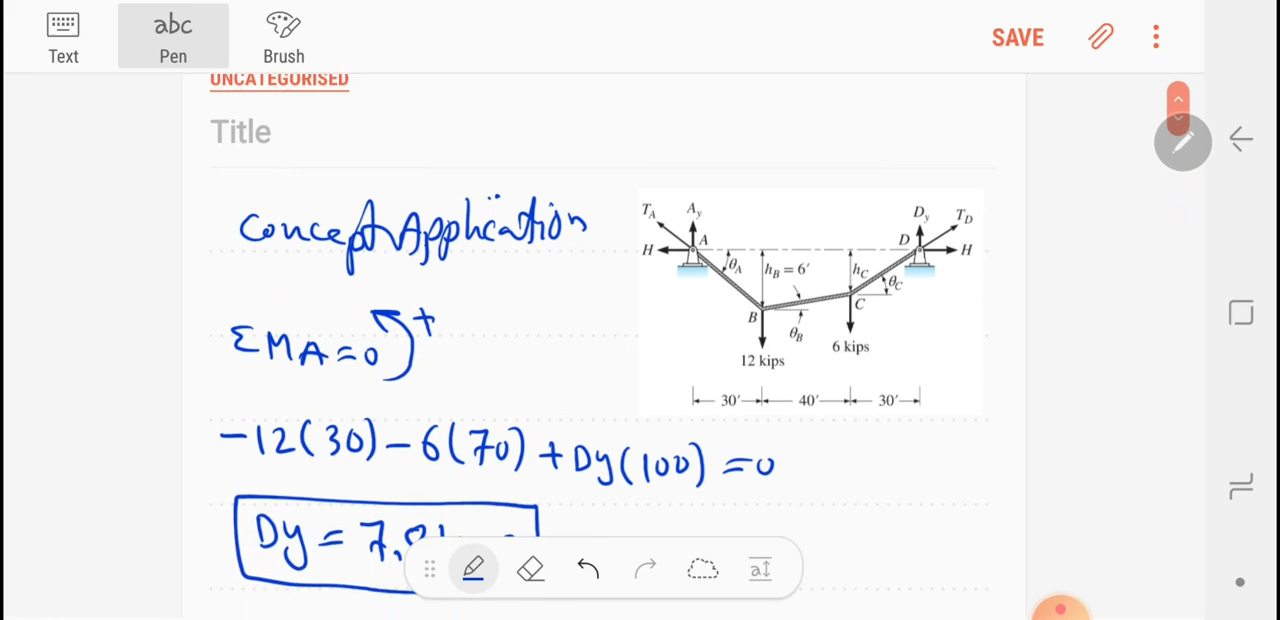 Text
abc
Pen
Brush
SAVE
UNCATEGORISED
Title
Concept Application
ΣMA=0 +
-12(30)-6(70)+Dy(100)=0
Dy = 7.8
T_A A_y A
H
θ_A h_B = 6′ h_C
D_y T_D
D H
θ_C
B θ_B C
12 kips 6 kips
30′ 40′ 30′